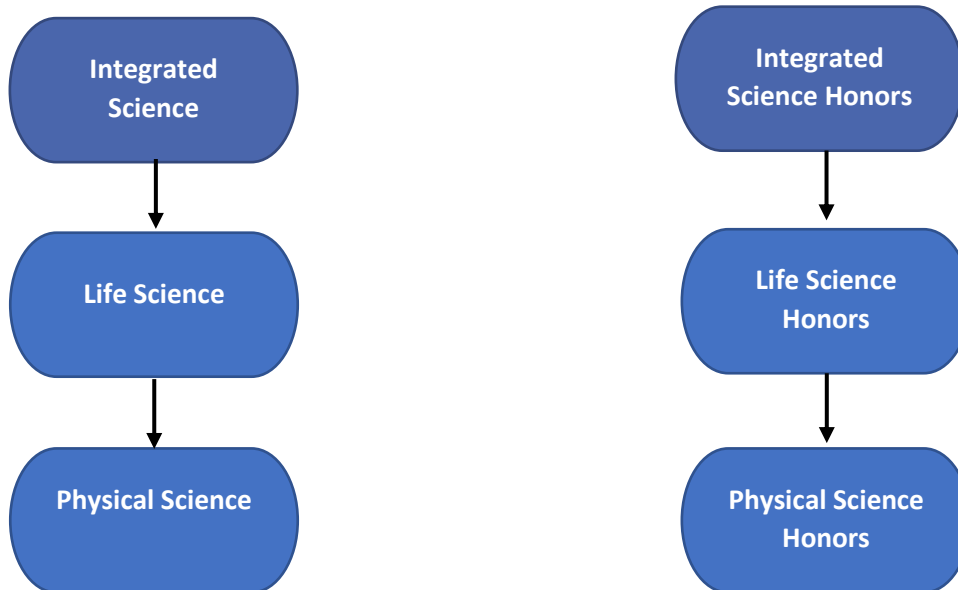 Integrated
Science
Integrated
Science Honors
Life Science
Life Science
Honors
Physical Science
Physical Science
Honors